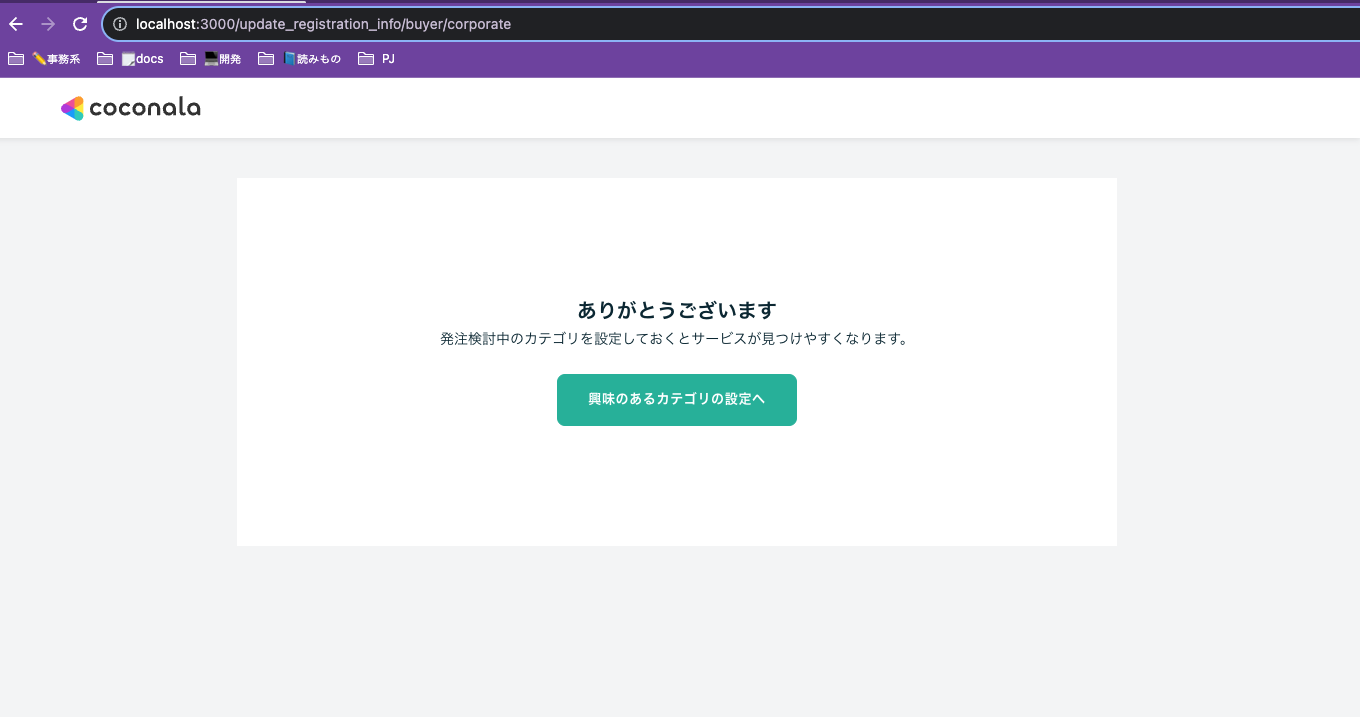 localhost:3000/update_registration_info/buyer/corporate
事務系 docs 開発 読みもの PJ
coconala
ありがとうございます
発注検討中のカテゴリを設定しておくとサービスが見つけやすくなります。
興味のあるカテゴリの設定へ